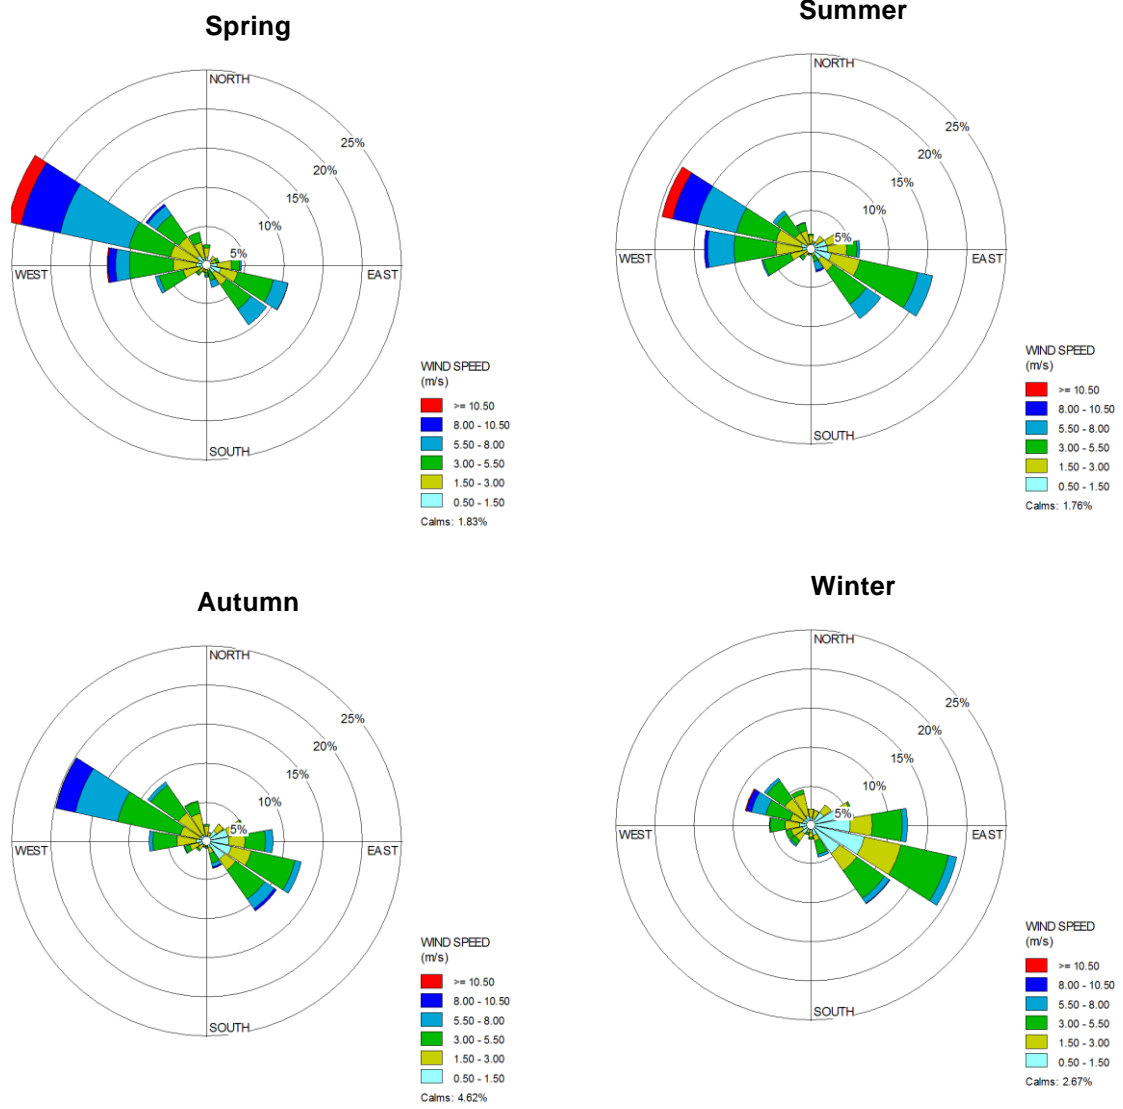 Spring
NORTH
25%
20%
15%
10%
5%
WEST
EAST
SOUTH
WIND SPEED
(m/s)
>= 10.50
8.00 - 10.50
5.50 - 8.00
3.00 - 5.50
1.50 - 3.00
0.50 - 1.50
Calms: 1.83%
Summer
NORTH
25%
20%
15%
10%
5%
WEST
EAST
SOUTH
WIND SPEED
(m/s)
>= 10.50
8.00 - 10.50
5.50 - 8.00
3.00 - 5.50
1.50 - 3.00
0.50 - 1.50
Calms: 1.76%
Autumn
NORTH
25%
20%
15%
10%
5%
WEST
EAST
SOUTH
WIND SPEED
(m/s)
>= 10.50
8.00 - 10.50
5.50 - 8.00
3.00 - 5.50
1.50 - 3.00
0.50 - 1.50
Calms: 4.62%
Winter
NORTH
25%
20%
15%
10%
5%
WEST
EAST
SOUTH
WIND SPEED
(m/s)
>= 10.50
8.00 - 10.50
5.50 - 8.00
3.00 - 5.50
1.50 - 3.00
0.50 - 1.50
Calms: 2.67%